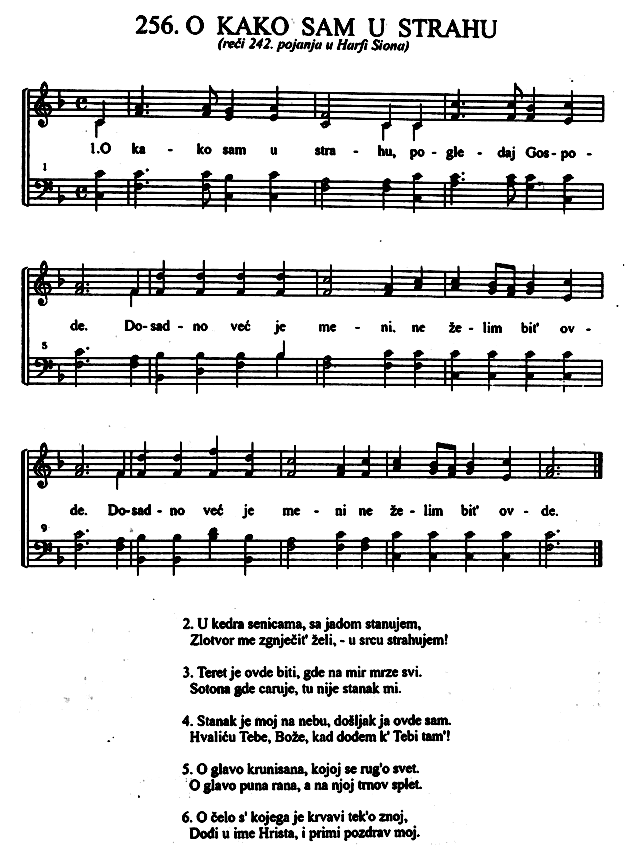 256. O KAKO SAM U STRAHU
(reči 242. pojanja u Harfi Siona)
1.O ka - ko sam u stra - hu, po - gle - daj Gos - po -
1
de. Do-sad - no već je me - ni. ne že - lim bit' ov -
5
de. Do-sad - no već je me - ni ne že - lim bit' ov - de.
9
2. U kedra senicama, sa jadom stanujem,
Zlotvor me zgnječit' želi, - u srcu strahujem!
3. Teret je ovde biti, gde na mir mrze svi.
Sotona gde caruje, tu nije stanak mi.
4. Stanak je moj na nebu, došljak ja ovde sam.
Hvaliću Tebe, Bože, kad dođem k' Tebi tam'!
5. O glavo krunisana, kojoj se rug'o svet.
O glavo puna rana, a na njoj trnov splet.
6. O čelo s' kojega je krvavi tek'o znoj,
Dođi u ime Hrista, i primi pozdrav moj.